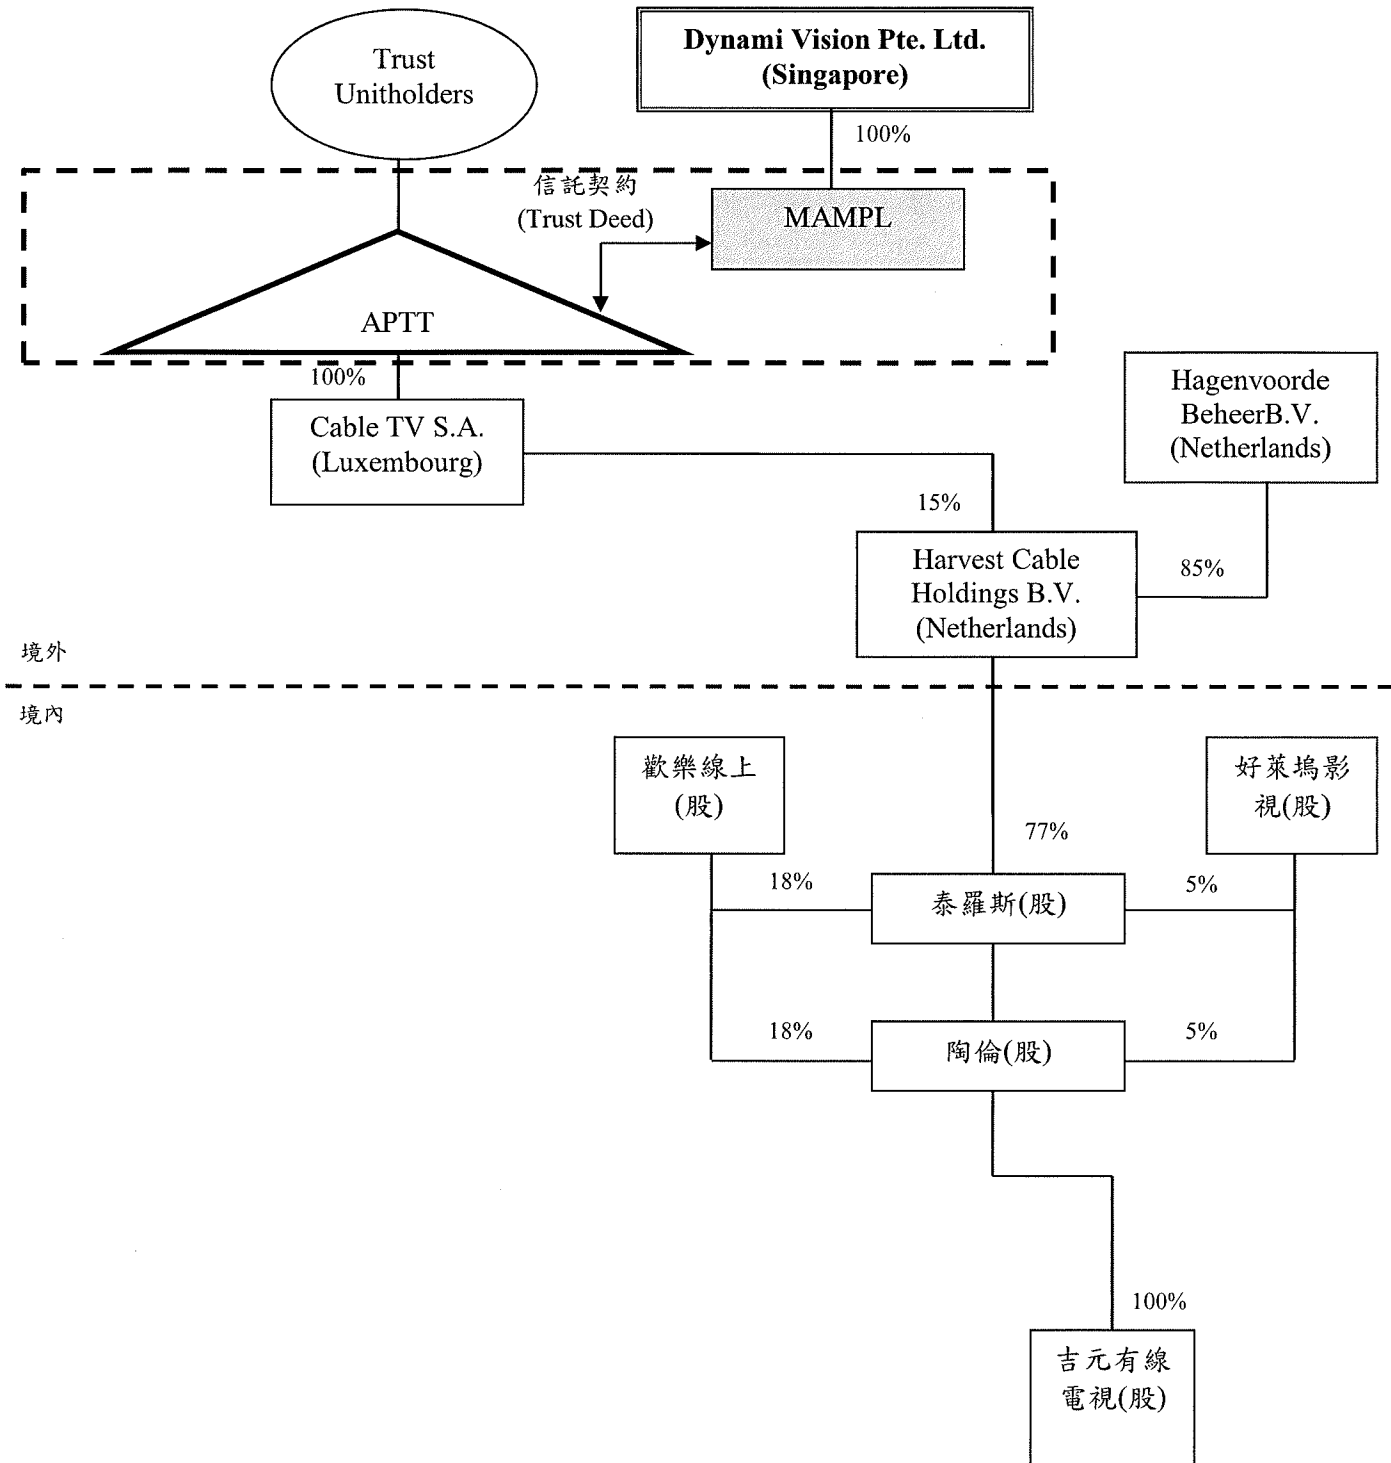 Trust
Unitholders
Dynami Vision Pte. Ltd.
(Singapore)
100%
信託契約
(Trust Deed)
MAMPL
APTT
100%
Cable TV S.A.
(Luxembourg)
Hagenvoorde
BeheerB.V.
(Netherlands)
15%
Harvest Cable
Holdings B.V.
(Netherlands)
85%
境外
境內
歡樂線上
(股)
好萊塢影
視(股)
77%
18%
泰羅斯(股)
5%
18%
陶倫(股)
5%
100%
吉元有線
電視(股)